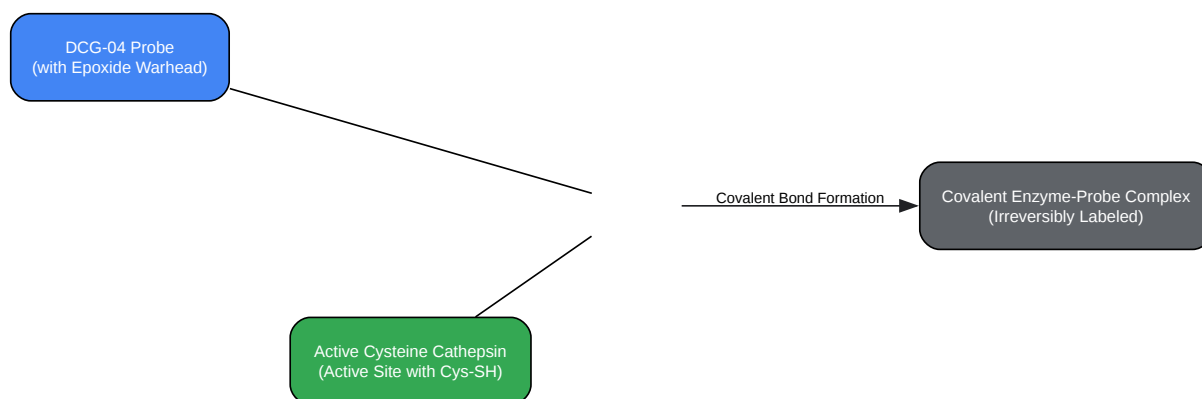 DCG-04 Probe
(with Epoxide Warhead)
Covalent Bond Formation
Covalent Enzyme-Probe Complex
(Irreversibly Labeled)
Active Cysteine Cathepsin
(Active Site with Cys-SH)